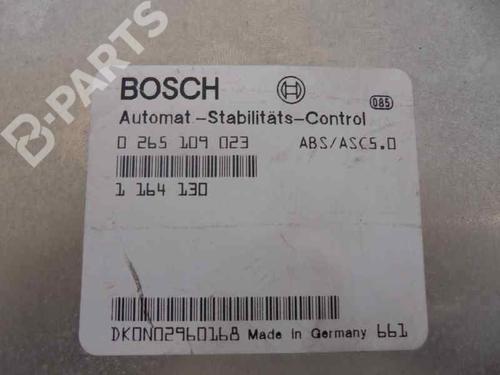 B-PARTS
BOSCH
085
Automat-Stabilitäts-Control
0 265 109 023 ABS/ASC5.0
1 164 130
DK0N02960168 Made in Germany 661